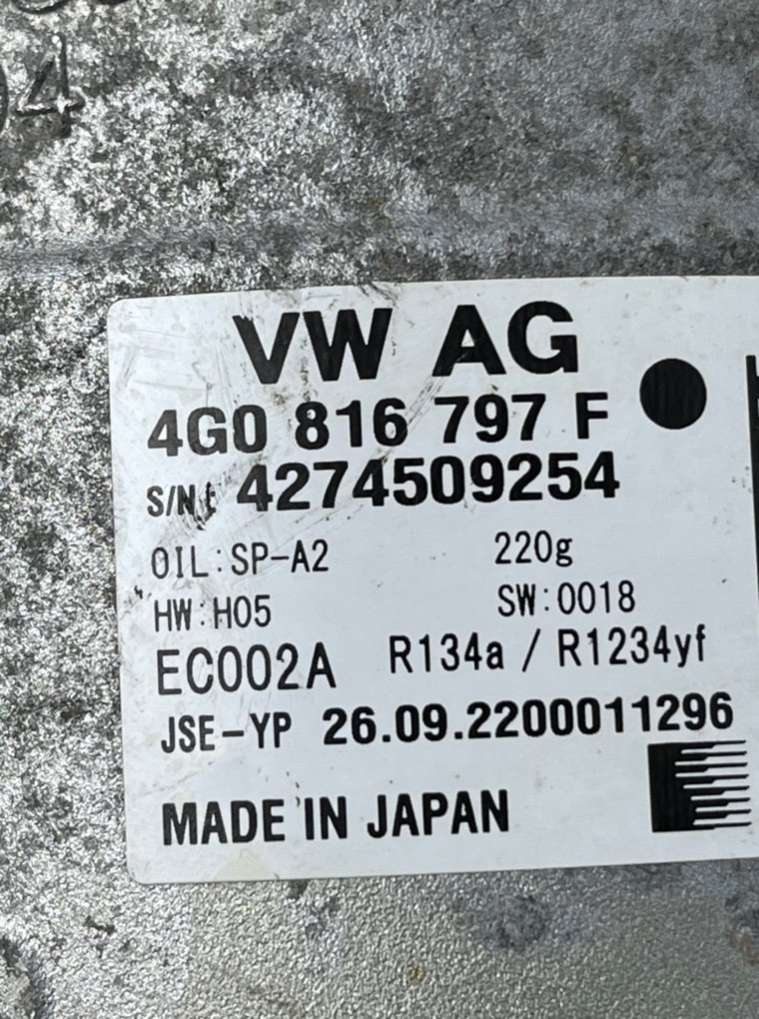 04
VW AG
4G0 816 797 F
S/N: 4274509254
OIL:SP-A2 220g
HW:H05 SW:0018
EC002A R134a / R1234yf
JSE-YP 26.09.2200011296
MADE IN JAPAN